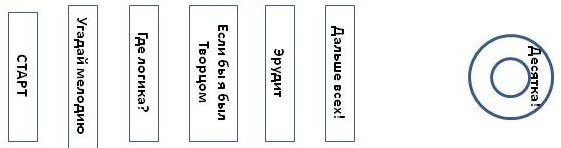 СТАРТ
Угадай мелодию
Где логика?
Если бы я был
Творцом
Эрудит
Дальше всех!
Десятка!